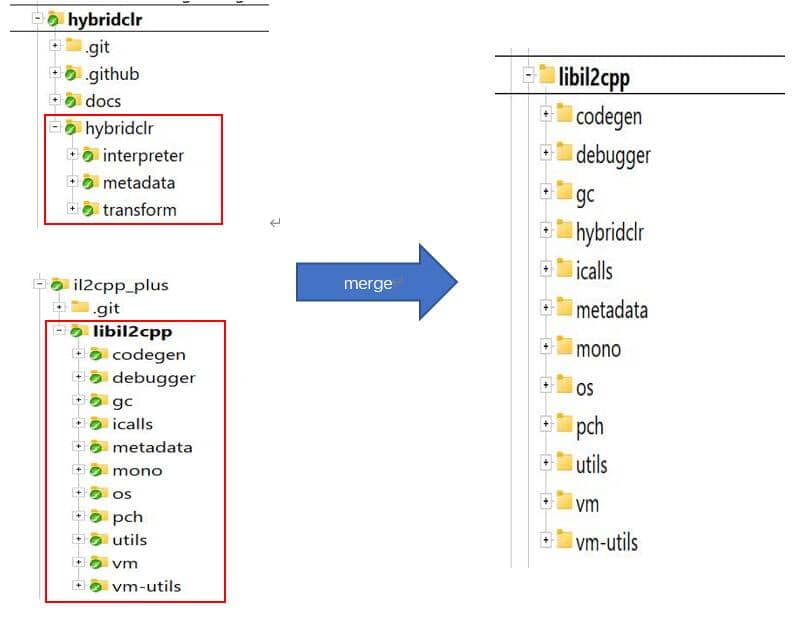 hybridclr
.git
.github
docs
hybridclr
interpreter
metadata
transform
il2cpp_plus
.git
libil2cpp
codegen
debugger
gc
icalls
metadata
mono
os
pch
utils
vm
vm-utils
merge
libil2cpp
codegen
debugger
gc
hybridclr
icalls
metadata
mono
os
pch
utils
vm
vm-utils